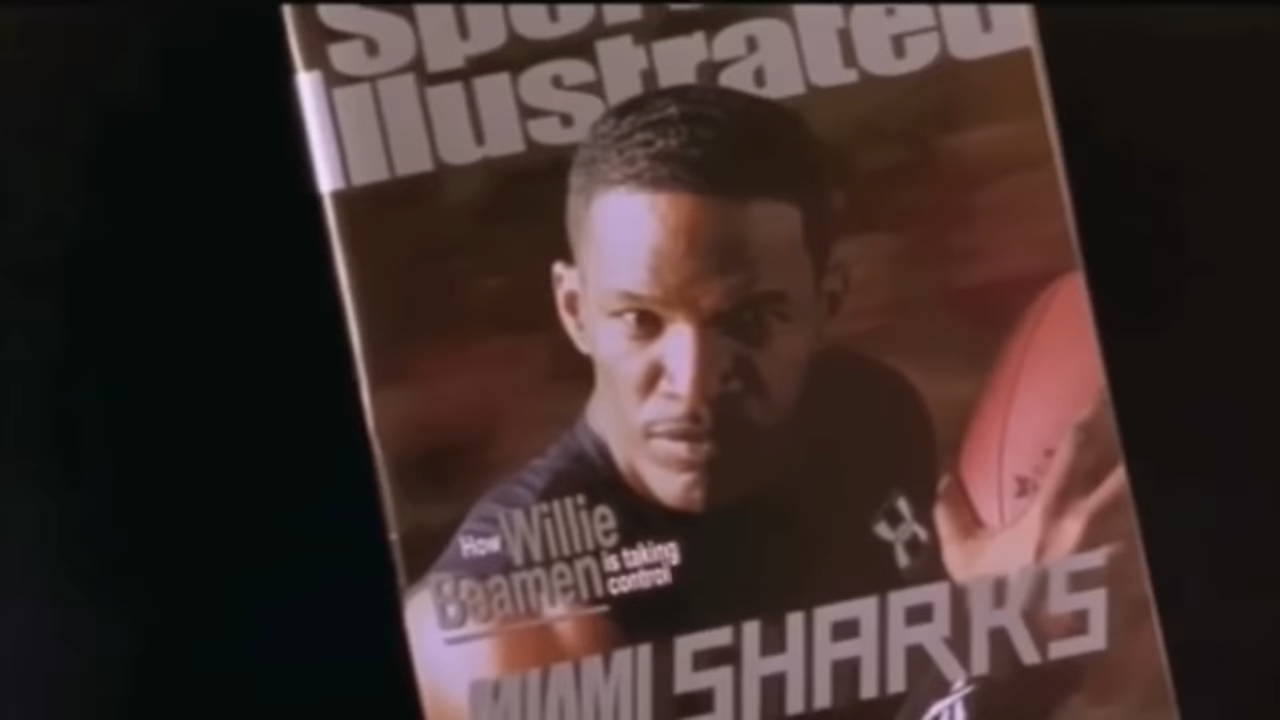 Sports
Illustrated
How Willie
Beamen is taking
control
MIAMI SHARKS